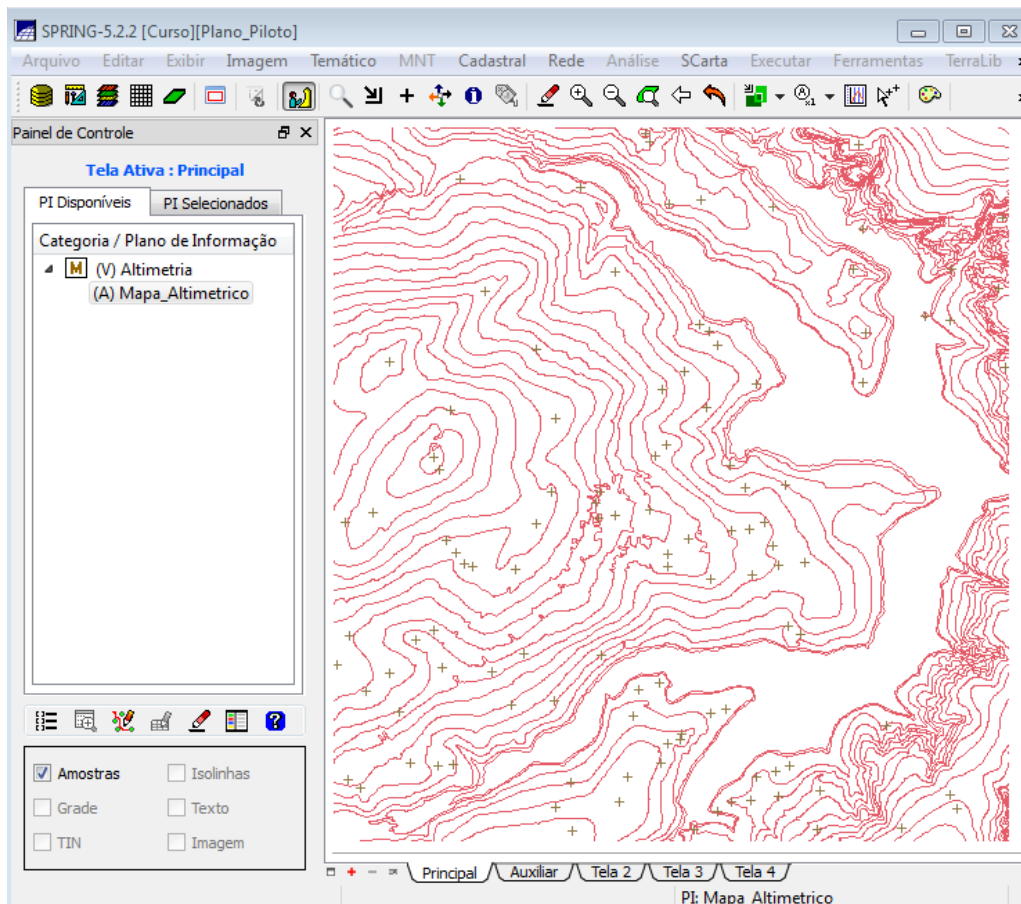 SPRING-5.2.2 [Curso][Plano_Piloto]
Arquivo Editar Exibir Imagem Temático MNT Cadastral Rede Análise SCarta Executar Ferramentas TerraLib
Painel de Controle
Tela Ativa : Principal
PI Disponíveis PI Selecionados
Categoria / Plano de Informação
M (V) Altimetria
(A) Mapa_Altimetrico
Amostras Isolinhas
Grade Texto
TIN Imagem
Principal Auxiliar Tela 2 Tela 3 Tela 4
PI: Mapa_Altimetrico